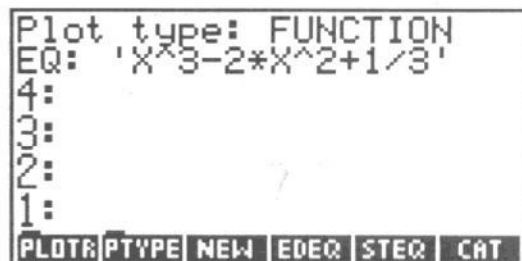 Plot type: FUNCTION
EQ: 'X^3-2*X^2+1/3'
4:
3:
2:
1:
PLOTR PTYPE NEW EDEQ STEQ CAT